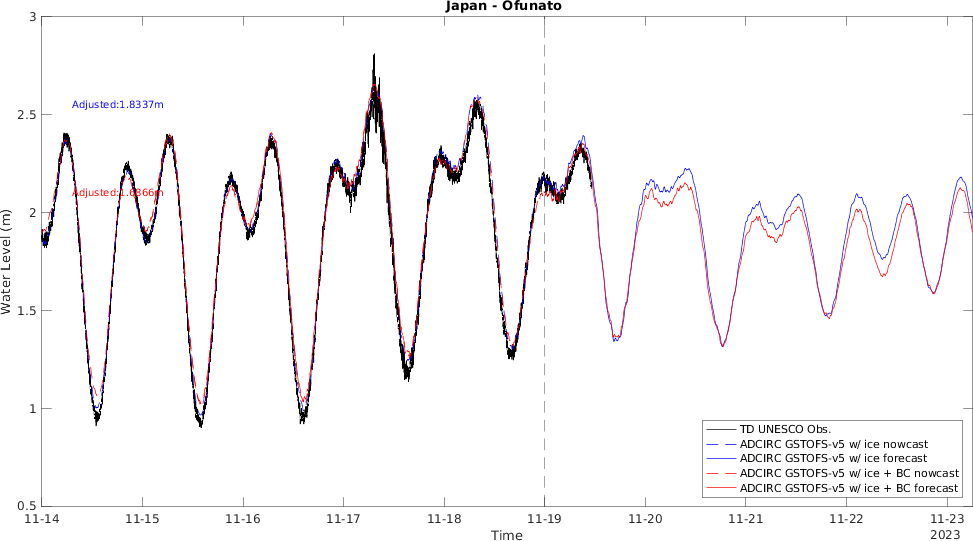 Japan - Ofunato
3
2.5
2
1.5
1
0.5
Water Level (m)
Adjusted:1.8337m
Adjusted:1.6366m
TD UNESCO Obs.
ADCIRC GSTOFS-v5 w/ ice nowcast
ADCIRC GSTOFS-v5 w/ ice forecast
ADCIRC GSTOFS-v5 w/ ice + BC nowcast
ADCIRC GSTOFS-v5 w/ ice + BC forecast
11-14 11-15 11-16 11-17 11-18 11-19 11-20 11-21 11-22 11-23
2023
Time